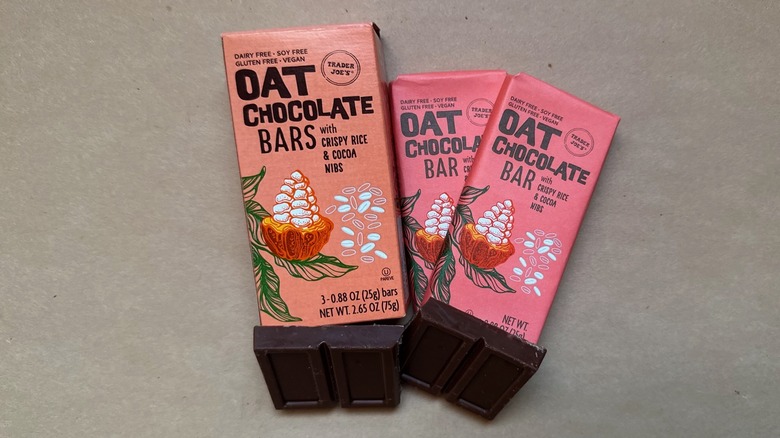 DAIRY FREE • SOY FREE
GLUTEN FREE • VEGAN
TRADER
JOE'S
OAT
CHOCOLATE
BARS with
CRISPY RICE
& COCOA
NIBS
U
PAREVE
3-0.88 OZ (25g) bars
NET WT. 2.65 OZ (75g)
DAIRY FREE • SOY FREE
GLUTEN FREE • VEGAN
TRADER
OAT
CHOCOLA
BAR with
DAIRY FREE • SOY FREE
GLUTEN FREE • VEGAN
TRADER
JOE'S
OAT
CHOCOLATE
BAR with
CRISPY RICE
& COCOA
NIBS
NET WT.